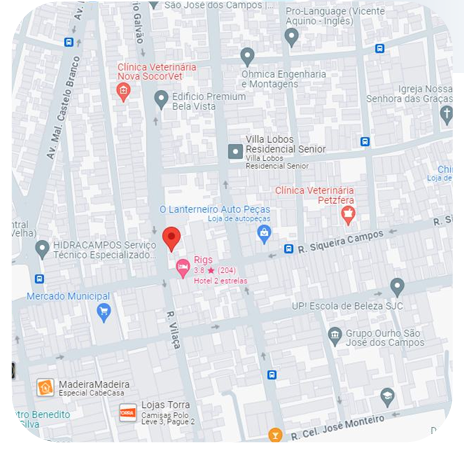 São José dos Campos
Pro-Language (Vicente
Aquino - Inglês)
Av.
Galvão
Clínica Veterinária
Nova SocorVet
Ohmica Engenharia
e Montagens
Av. Mal. Castelo Branco
Edifício Premium
Bela Vista
Igreja Nossa
Senhora das Graças
Villa Lobos
Residencial Senior
Villa Lobos
Residencial Senior
Clínica Veterinária
Petzfera
O Lanterneiro Auto Peças
Loja de autopeças
Loja de
R. S
R. Siqueira Campos
HIDRACAMPOS Serviço
Técnico Especializado...
Rigs
3,8 ★ (204)
Hotel 2 estrelas
Mercado Municipal
UP! Escola de Beleza SJC
R. Vilaça
Grupo Ourho São
José dos Campos
MadeiraMadeira
Especial CabeCasa
Lojas Torra
Camisas Polo
Leve 3, Pague 2
TORRA
Benedito
Silva
R. Cel. José Monteiro